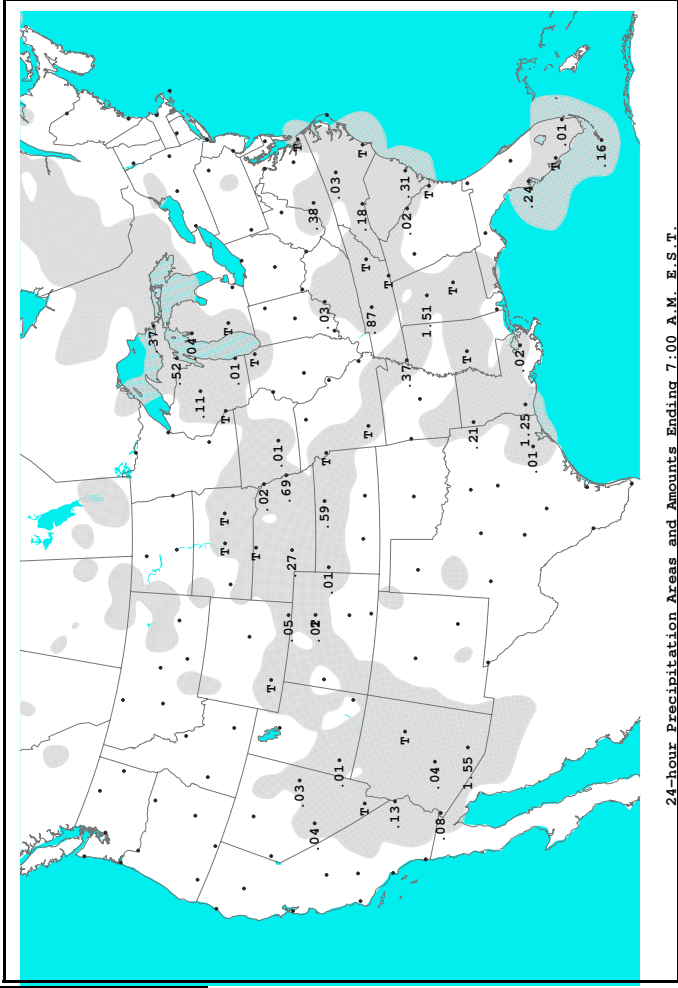 .37
.52
.04
.11
T
T
T
T
.01
T
T
.02
T
.01
.69
.05
.27
T
.03
.38
.04
.59
.03
T
.01
.03
.01
.18
T
T
T
T
.87
T
.13
T
.37
.31
.02
1.51
T
.08
.04
T
T
1.55
.21
.02
1.25
.24
.01
T
.01
.16
24-hour Precipitation Areas and Amounts Ending 7:00 A.M. E.S.T.